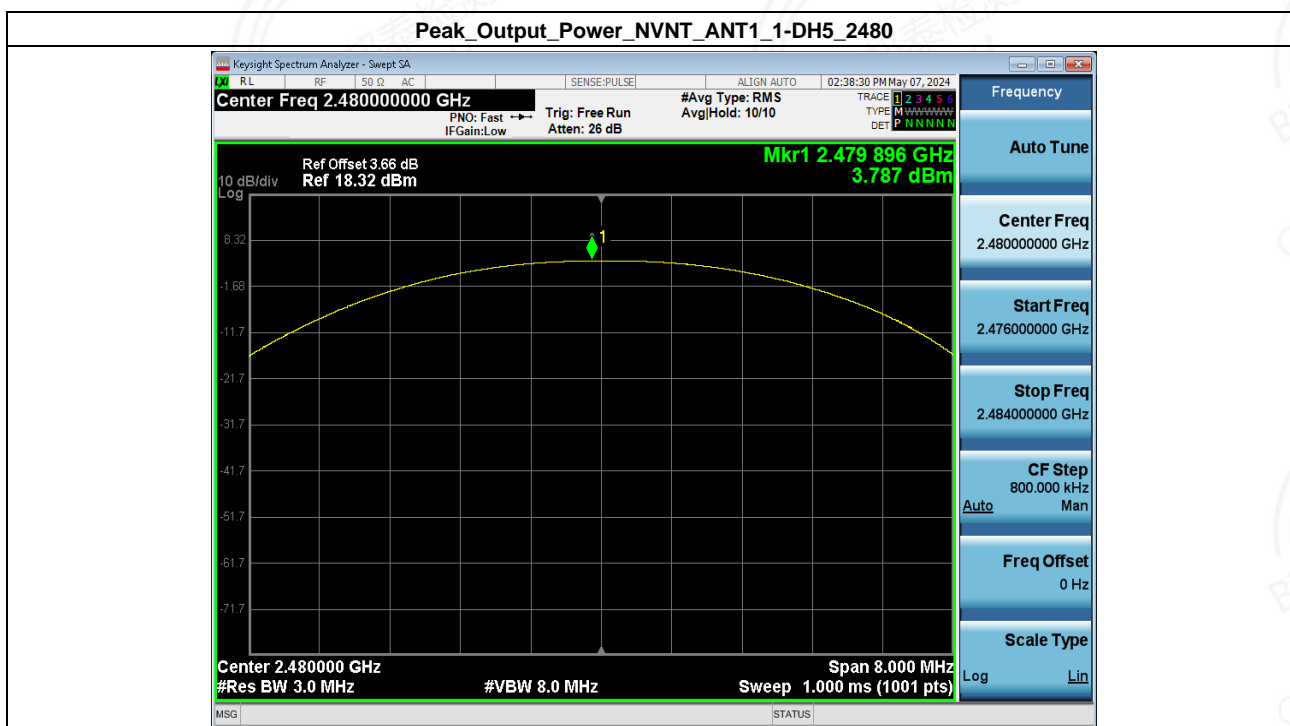 Peak_Output_Power_NVNT_ANT1_1-DH5_2480
Keysight Spectrum Analyzer - Swept SA
LXI RL RF 50 Ω AC SENSE:PULSE ALIGN AUTO 02:38:30 PM May 07, 2024
Center Freq 2.480000000 GHz
PNO: Fast
IFGain:Low
Trig: Free Run
Atten: 26 dB
#Avg Type: RMS
Avg|Hold: 10/10
TRACE 1 2 3 4 5 6
TYPE M W W W W W
DET P N N N N N
Ref Offset 3.66 dB
10 dB/div Ref 18.32 dBm
Log
Mkr1 2.479 896 GHz
3.787 dBm
1
8.32
-1.68
-11.7
-21.7
-31.7
-41.7
-51.7
-61.7
-71.7
Center 2.480000 GHz Span 8.000 MHz
#Res BW 3.0 MHz #VBW 8.0 MHz Sweep 1.000 ms (1001 pts)
MSG STATUS
Frequency
Auto Tune
Center Freq
2.480000000 GHz
Start Freq
2.476000000 GHz
Stop Freq
2.484000000 GHz
CF Step
800.000 kHz
Auto Man
Freq Offset
0 Hz
Scale Type
Log Lin